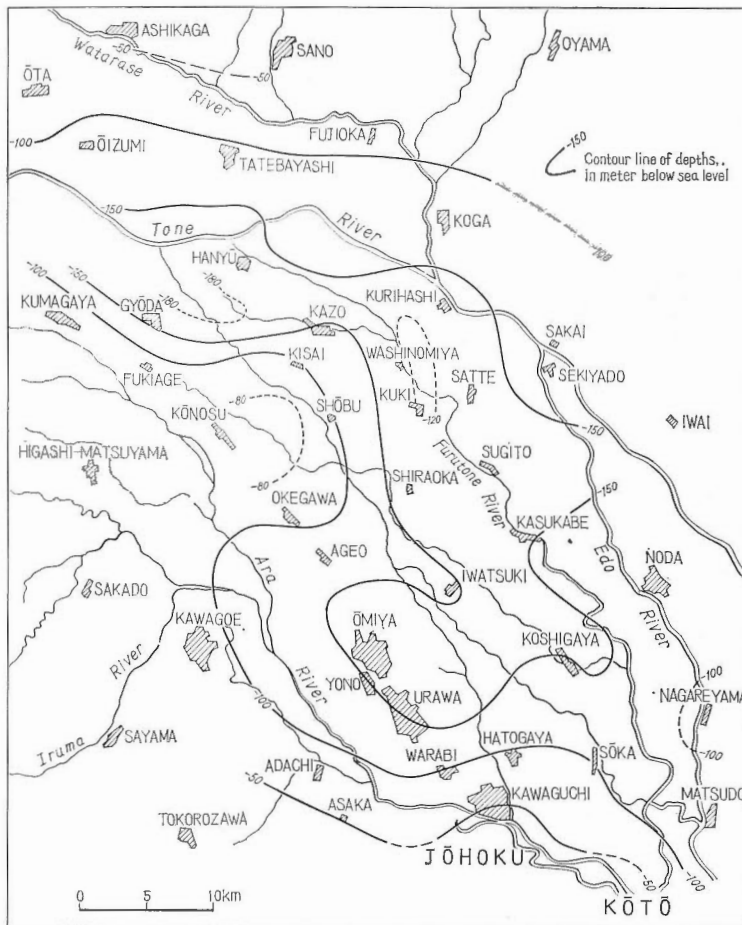 ASHIKAGA
SANO
OYAMA
-50
-50
Watarase River
ŌTA
-100
ŌIZUMI
TATEBAYASHI
FUJIOKA
-150
Contour line of depths,.
in meter below sea level
KOGA
-100
-150
Tone River
HANYŪ
-100
-150
-180
-180
KUMAGAYA
GYŌDA
KAZO
KURIHASHI
SAKAI
SEKIYADO
FUKIAGE
KISAI
WASHINOMIYA
SATTE
KUKI
-120
-80
SHŌBU
KŌNOSU
IWAI
-150
HIGASHI-MATSUYAMA
-80
SHIRAOKA
SUGITO
Furutone River
-150
OKEGAWA
KASUKABE
AGEO
Ara River
IWATSUKI
Edo River
NODA
SAKADO
KAWAGOE
ŌMIYA
KOSHIGAYA
YONO
URAWA
-100
-100
NAGAREYAMA
-100
Iruma River
SAYAMA
ADACHI
WARABI
HATOGAYA
SŌKA
-50
ASAKA
KAWAGUCHI
MATSUDO
TOKOROZAWA
JŌHOKU
-50
-100
KŌTŌ
0 5 10km